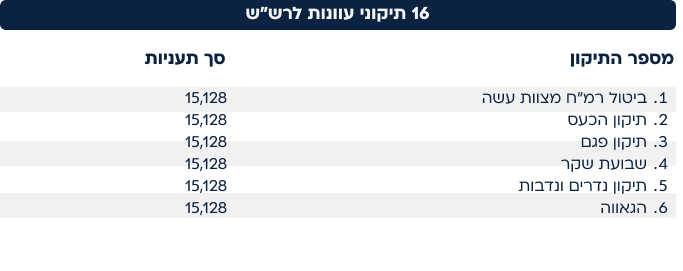 16 תיקוני עוונות לרש"ש
מספר התיקון סך תעניות
1. ביטול רמ"ח מצוות עשה 15,128
2. תיקון הכעס 15,128
3. תיקון פגם 15,128
4. שבועת שקר 15,128
5. תיקון נדרים ונדבות 15,128
6. הגאווה 15,128